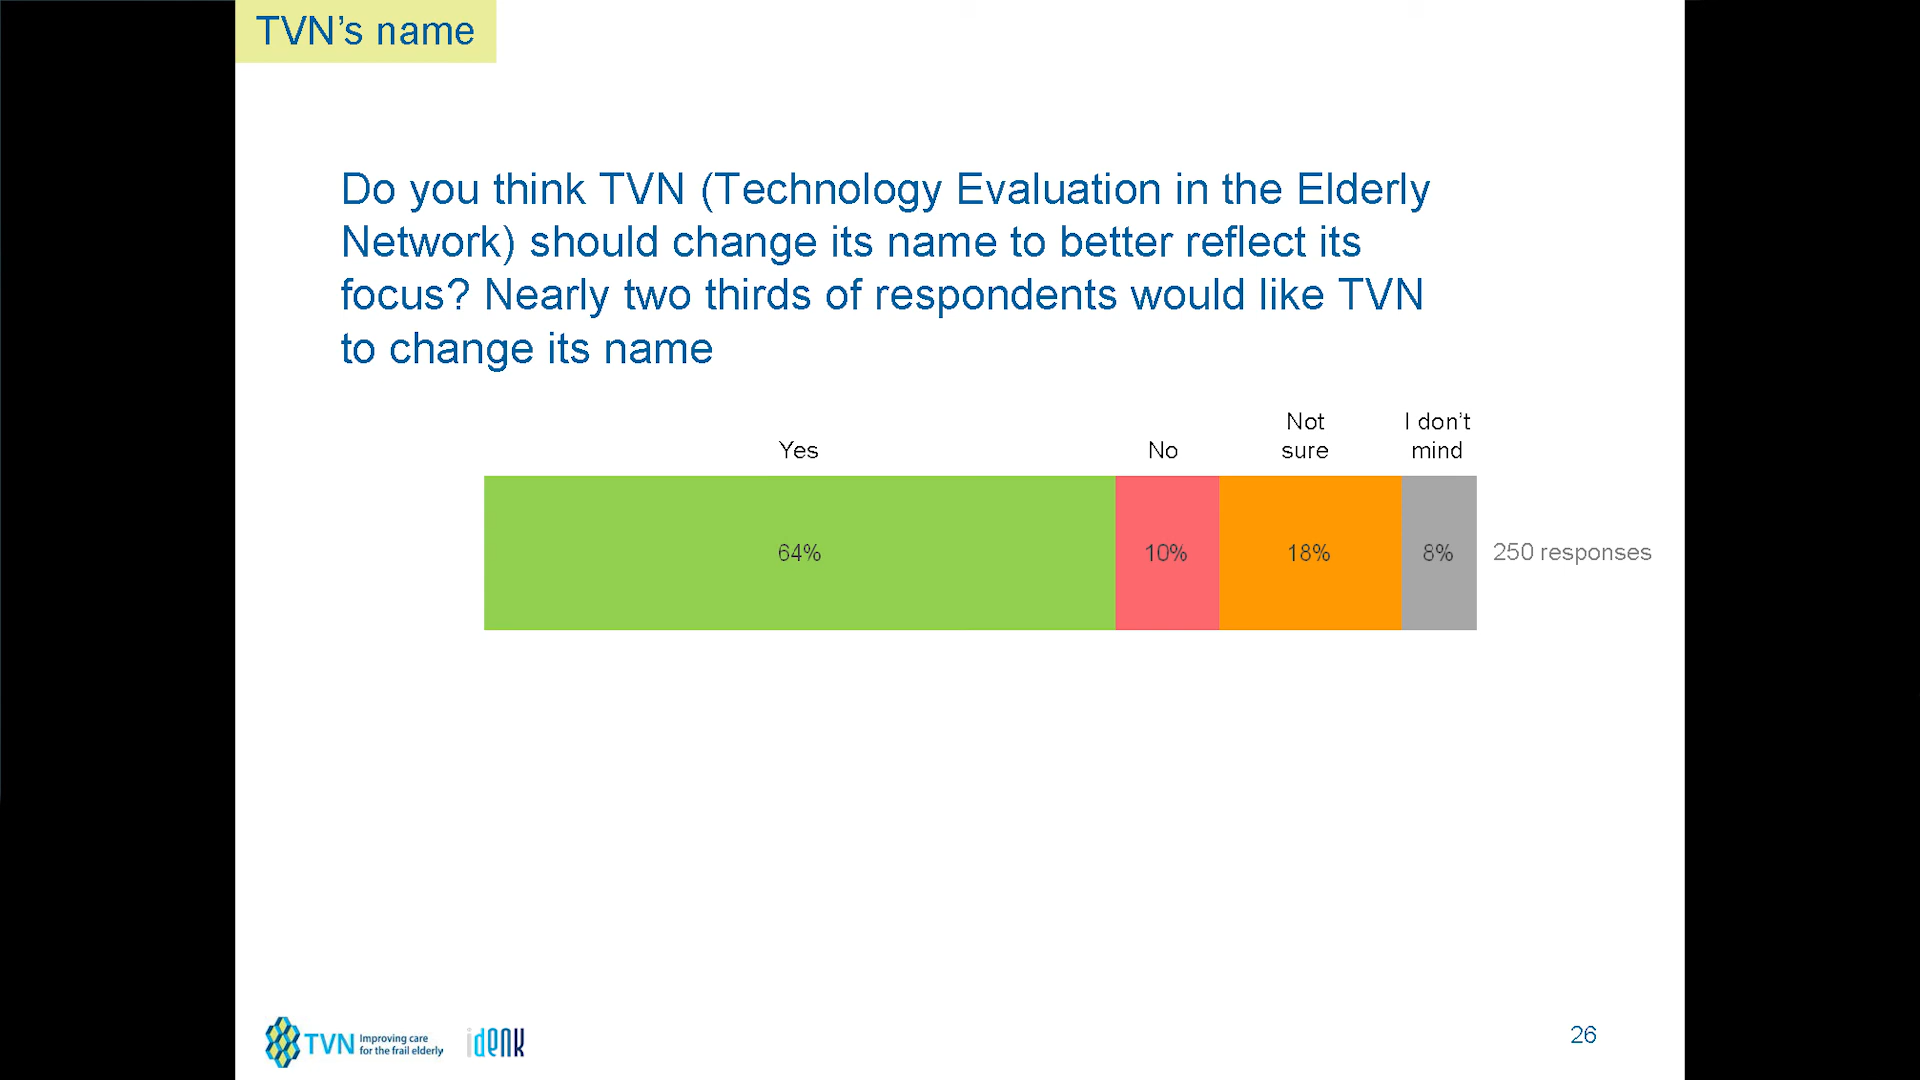 TVN’s name
Do you think TVN (Technology Evaluation in the Elderly
Network) should change its name to better reflect its
focus? Nearly two thirds of respondents would like TVN
to change its name
Yes
No
Not
sure
I don’t
mind
64%
10%
18%
8%
250 responses
TVN
Improving care
for the frail elderly
idenk
26